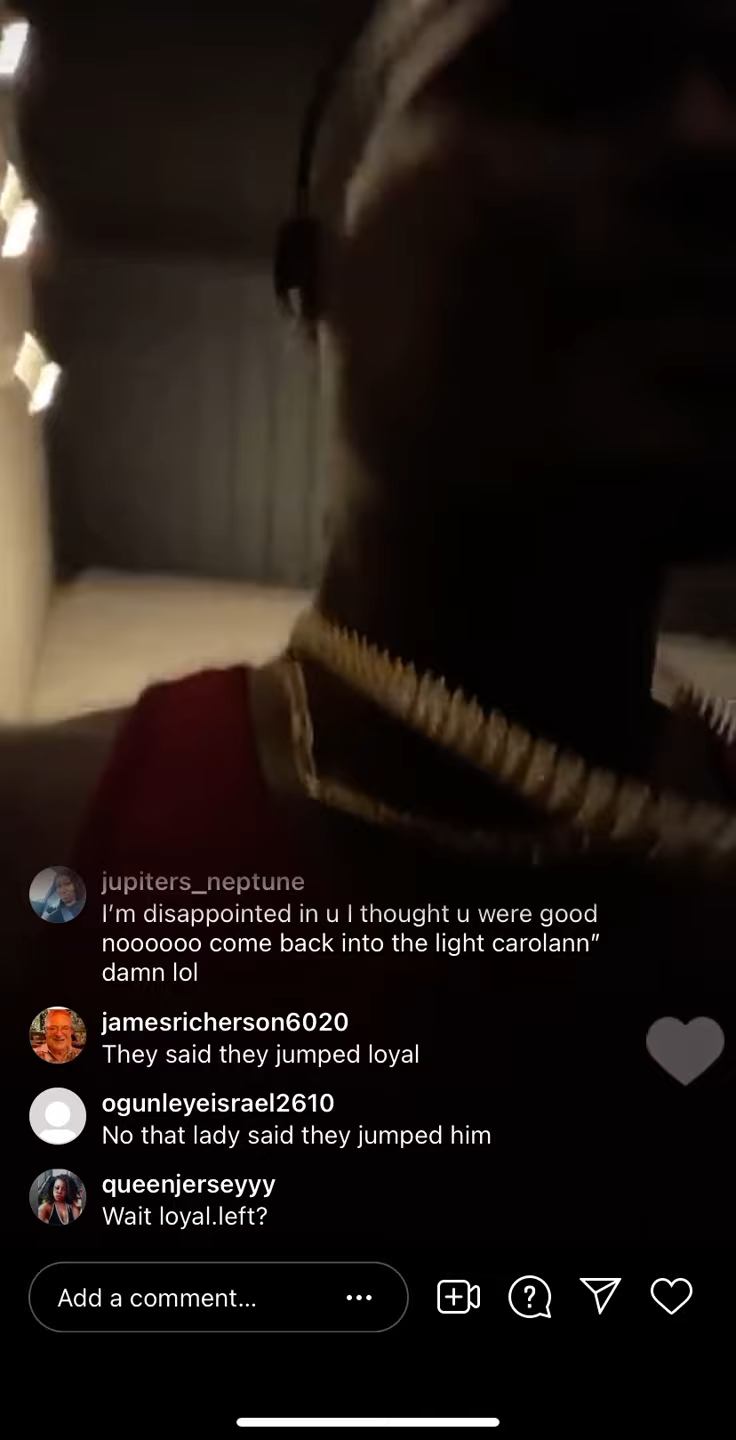 jupiters_neptune
I’m disappointed in u I thought u were good
noooooo come back into the light carolann”
damn lol
jamesricherson6020
They said they jumped loyal
ogunleyeisrael2610
No that lady said they jumped him
queenjerseyyy
Wait loyal.left?
Add a comment...